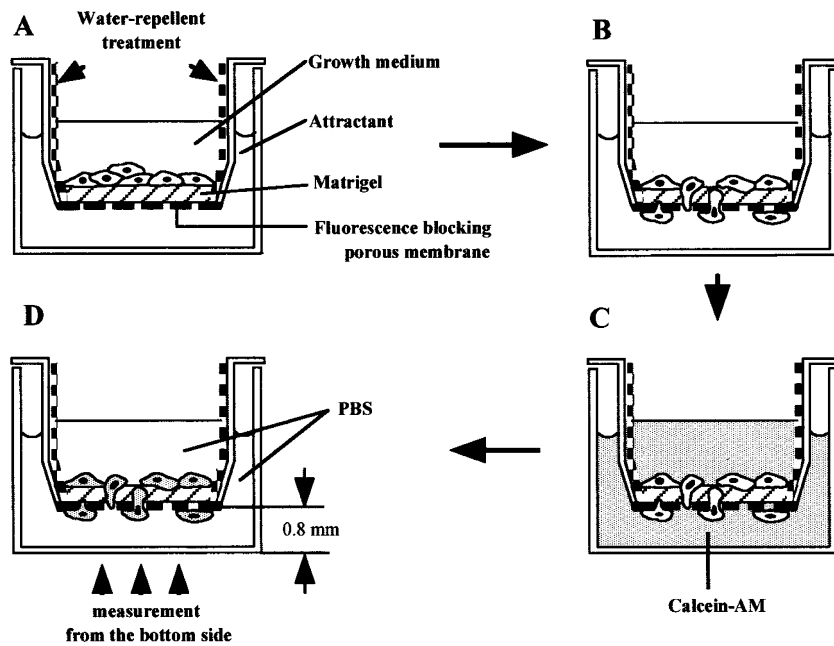 A
Water-repellent
treatment
Growth medium
Attractant
Matrigel
Fluorescence blocking
porous membrane
B
D
PBS
0.8 mm
measurement
from the bottom side
C
Calcein-AM